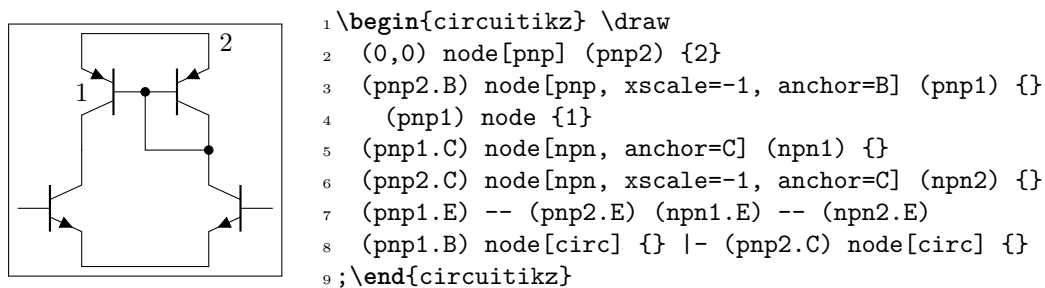 2
1
1 \begin{circuitikz} \draw
2 (0,0) node[pnp] (pnp2) {2}
3 (pnp2.B) node[pnp, xscale=-1, anchor=B] (pnp1) {}
4 (pnp1) node {1}
5 (pnp1.C) node[npn, anchor=C] (npn1) {}
6 (pnp2.C) node[npn, xscale=-1, anchor=C] (npn2) {}
7 (pnp1.E) -- (pnp2.E) (npn1.E) -- (npn2.E)
8 (pnp1.B) node[circ] {} |- (pnp2.C) node[circ] {}
9 ;\end{circuitikz}